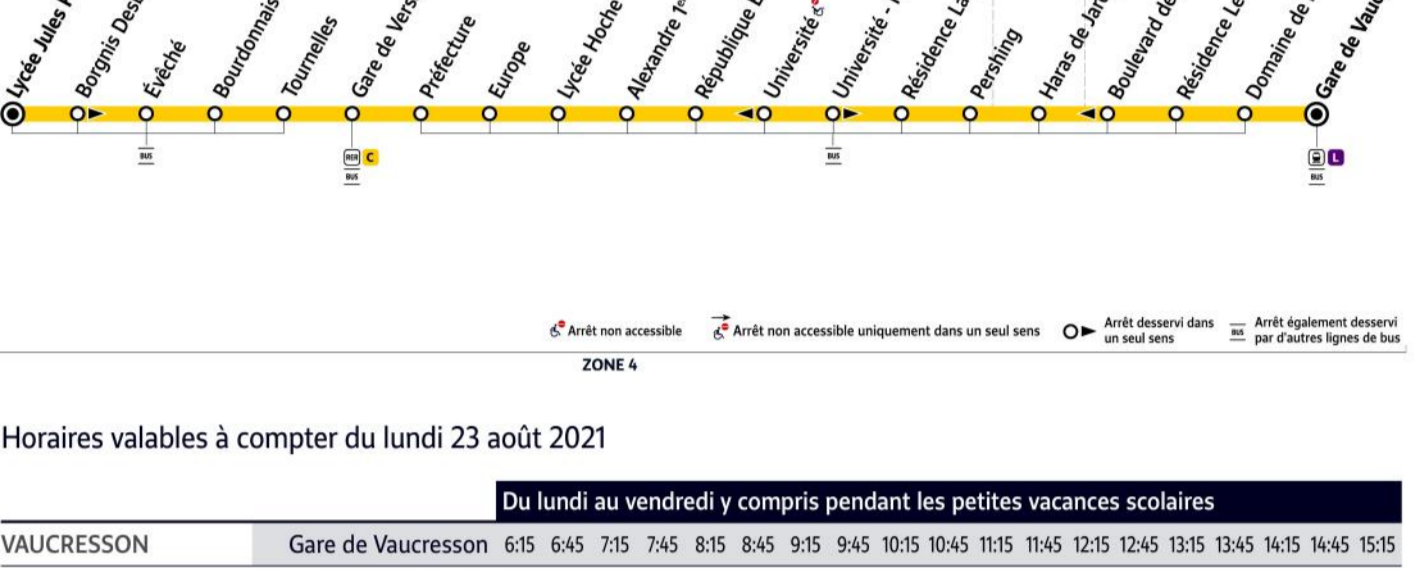 Lycée Jules
Borgnis
Évêché
Bourdonnais
Tournelles
Gare de
Préfecture
Europe
Lycée Hoche
Alexandre 1er
République
Université
Université -
Résidence
Pershing
Haras de
Boulevard de
Résidence
Domaine de
Gare de
BUS
RER C
BUS
BUS
L
BUS
Arrêt non accessible
Arrêt non accessible uniquement dans un seul sens
Arrêt desservi dans
un seul sens
BUS
Arrêt également desservi
par d'autres lignes de bus
ZONE 4
Horaires valables à compter du lundi 23 août 2021
Du lundi au vendredi y compris pendant les petites vacances scolaires
VAUCRESSON Gare de Vaucresson 6:15 6:45 7:15 7:45 8:15 8:45 9:15 9:45 10:15 10:45 11:15 11:45 12:15 12:45 13:15 13:45 14:15 14:45 15:15